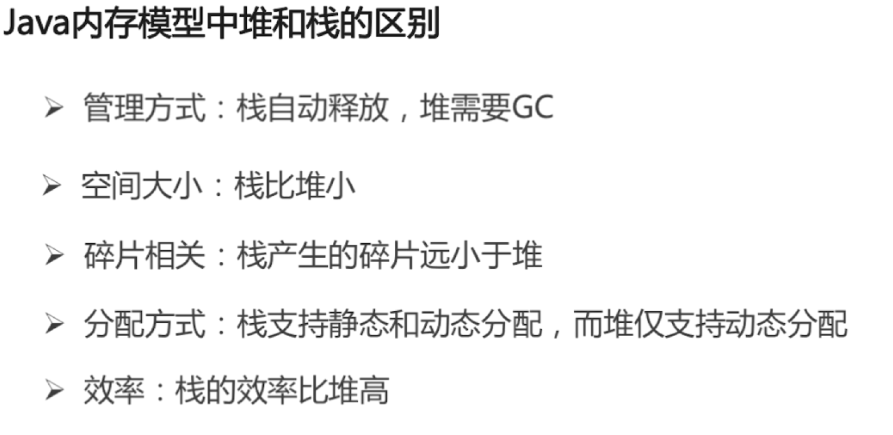 Java内存模型中堆和栈的区别
➢ 管理方式：栈自动释放，堆需要GC
➢ 空间大小：栈比堆小
➢ 碎片相关：栈产生的碎片远小于堆
➢ 分配方式：栈支持静态和动态分配，而堆仅支持动态分配
➢ 效率：栈的效率比堆高